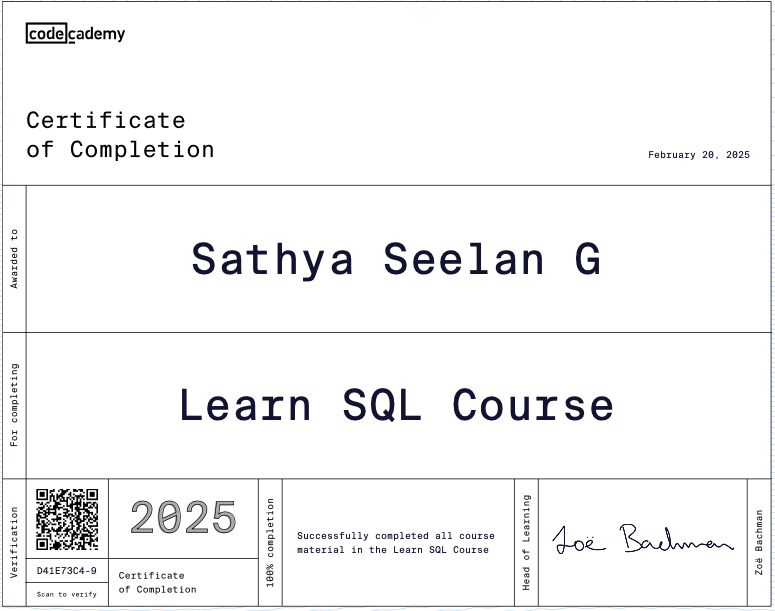 codecademy
Certificate
of Completion
February 20, 2025
Awarded to
Sathya Seelan G
For completing
Learn SQL Course
Verification
D41E73C4-9
Scan to verify
2025
Certificate
of Completion
100% completion
Successfully completed all course
material in the Learn SQL Course
Head of Learning
Zoë Bachman
Zoë Bachman